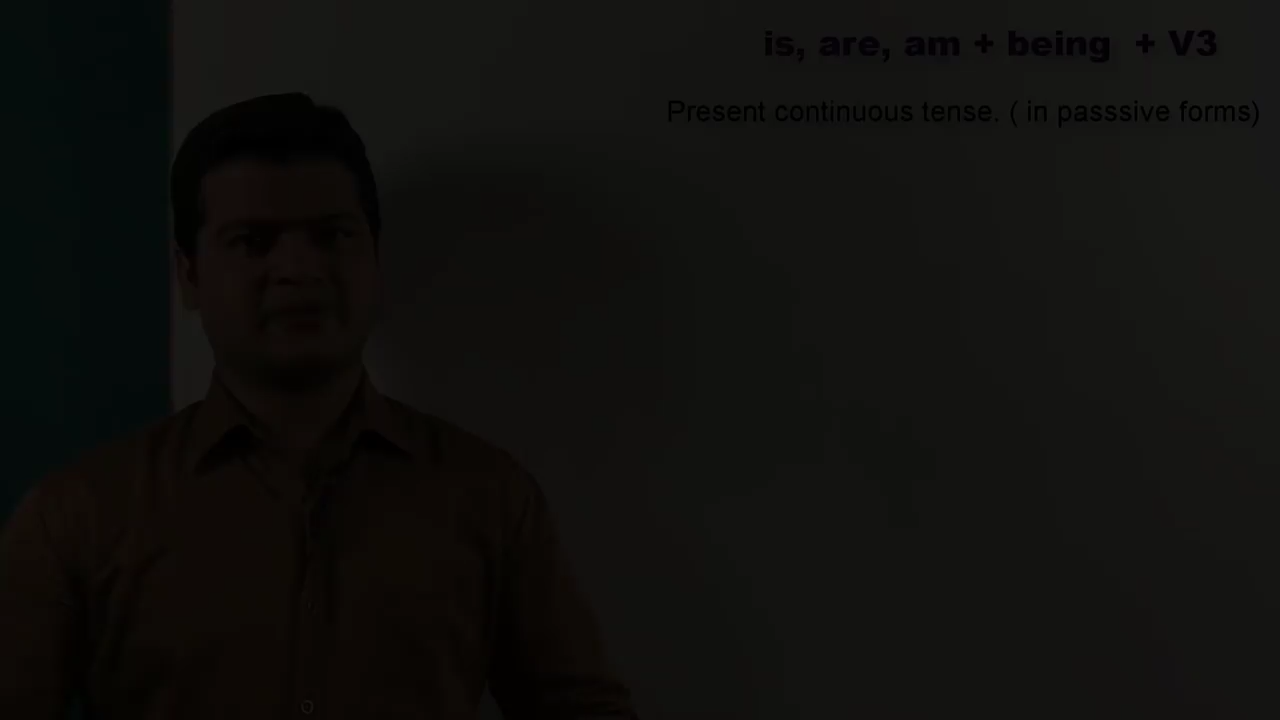 is, are, am + being + V3
Present continuous tense. ( in passsive forms)